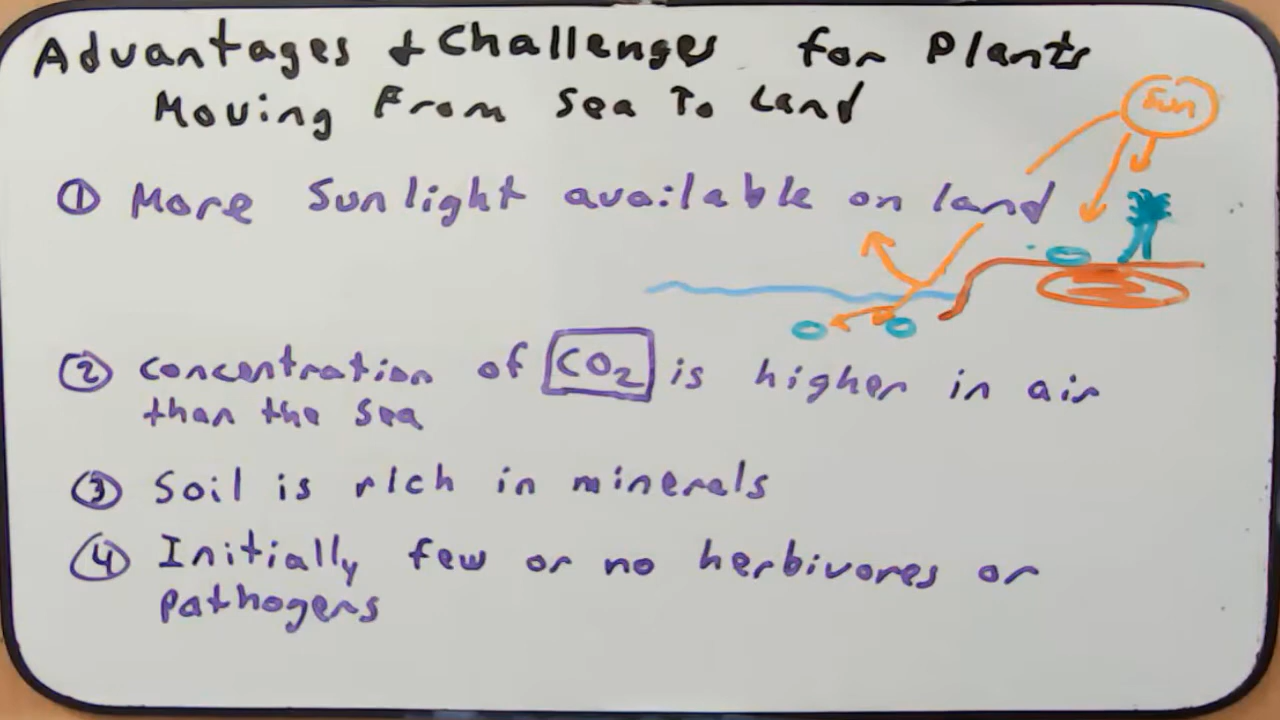 Advantages + Challenges for Plants
Moving From Sea To Land
Sun
① More Sunlight available on land
② Concentration of CO2 is higher in air
than the Sea
③ Soil is rich in minerals
④ Initially few or no herbivores or
pathogens